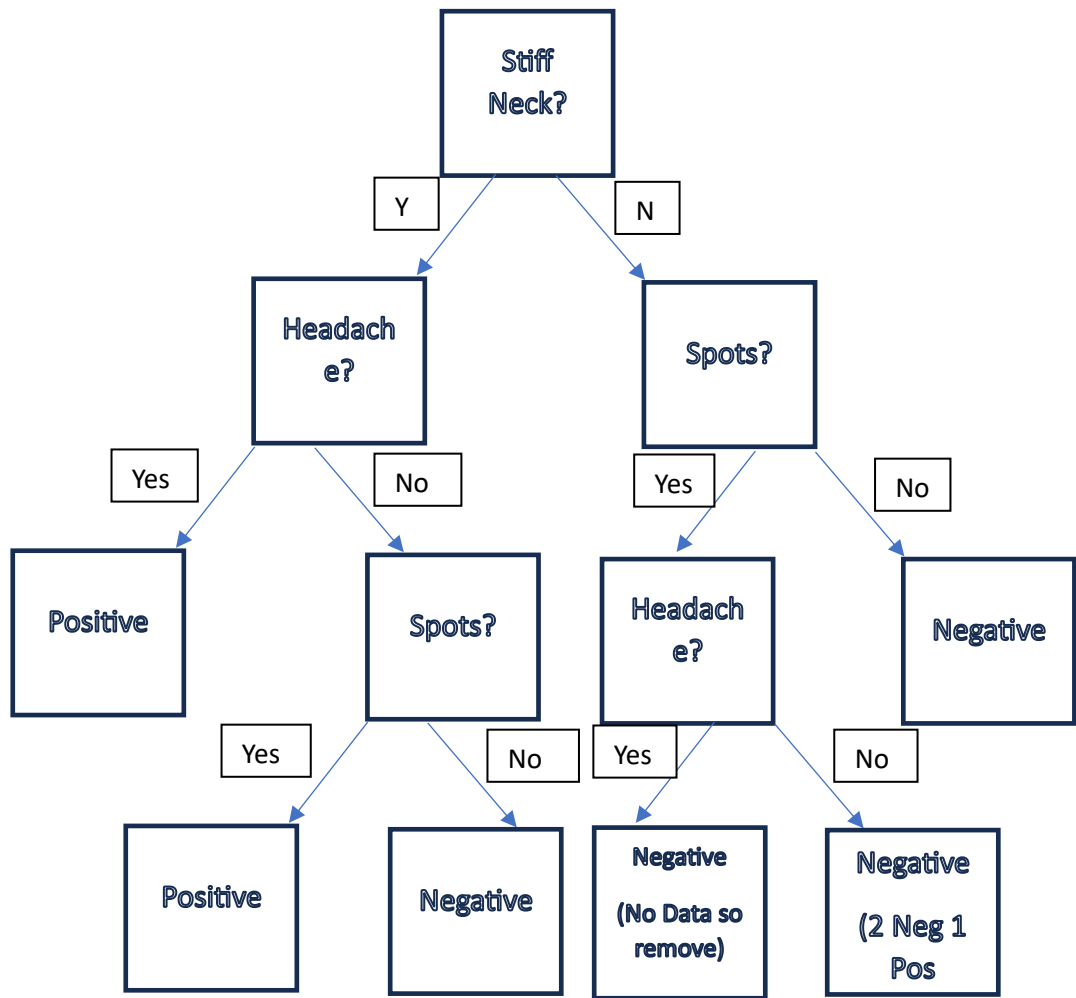 Stiff
Neck?
Y
N
Headach
e?
Spots?
Yes
No
Yes
No
Positive
Spots?
Headach
e?
Negative
Yes
No
Yes
No
Positive
Negative
Negative
(No Data so
remove)
Negative
(2 Neg 1
Pos